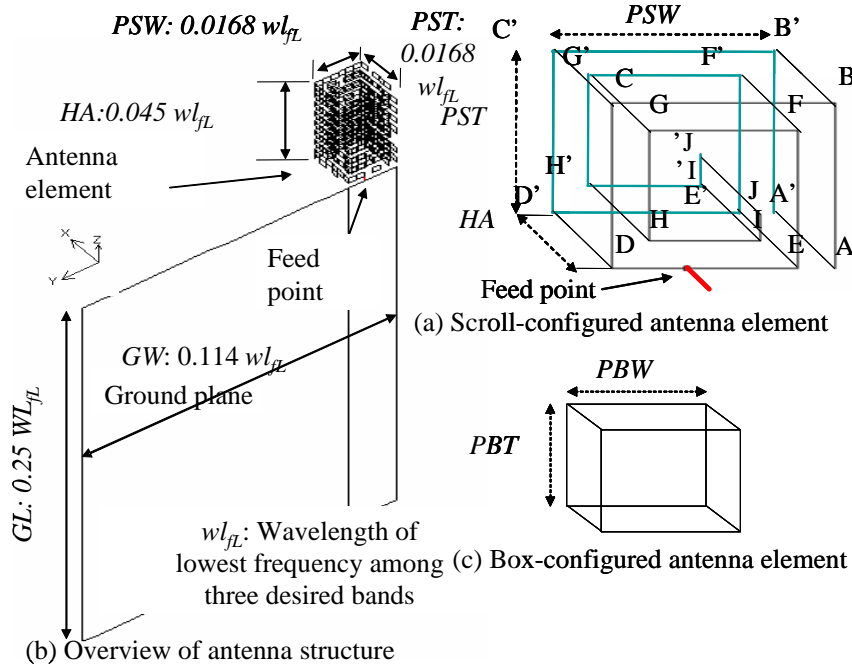 PSW: 0.0168 wl_fL
PST:
0.0168
wl_fL
HA:0.045 wl_fL
Antenna
element
X
Z
Y
Feed
point
GW: 0.114 wl_fL
Ground plane
GL: 0.25 WL_fL
wl_fL: Wavelength of
lowest frequency among
three desired bands
(b) Overview of antenna structure
PSW
C’
B’
G’
F’
C
B
G
F
PST
’J
’I
H’
E’
J
A’
D’
HA
H
I
D
E
A
Feed point
(a) Scroll-configured antenna element
PBW
PBT
(c) Box-configured antenna element